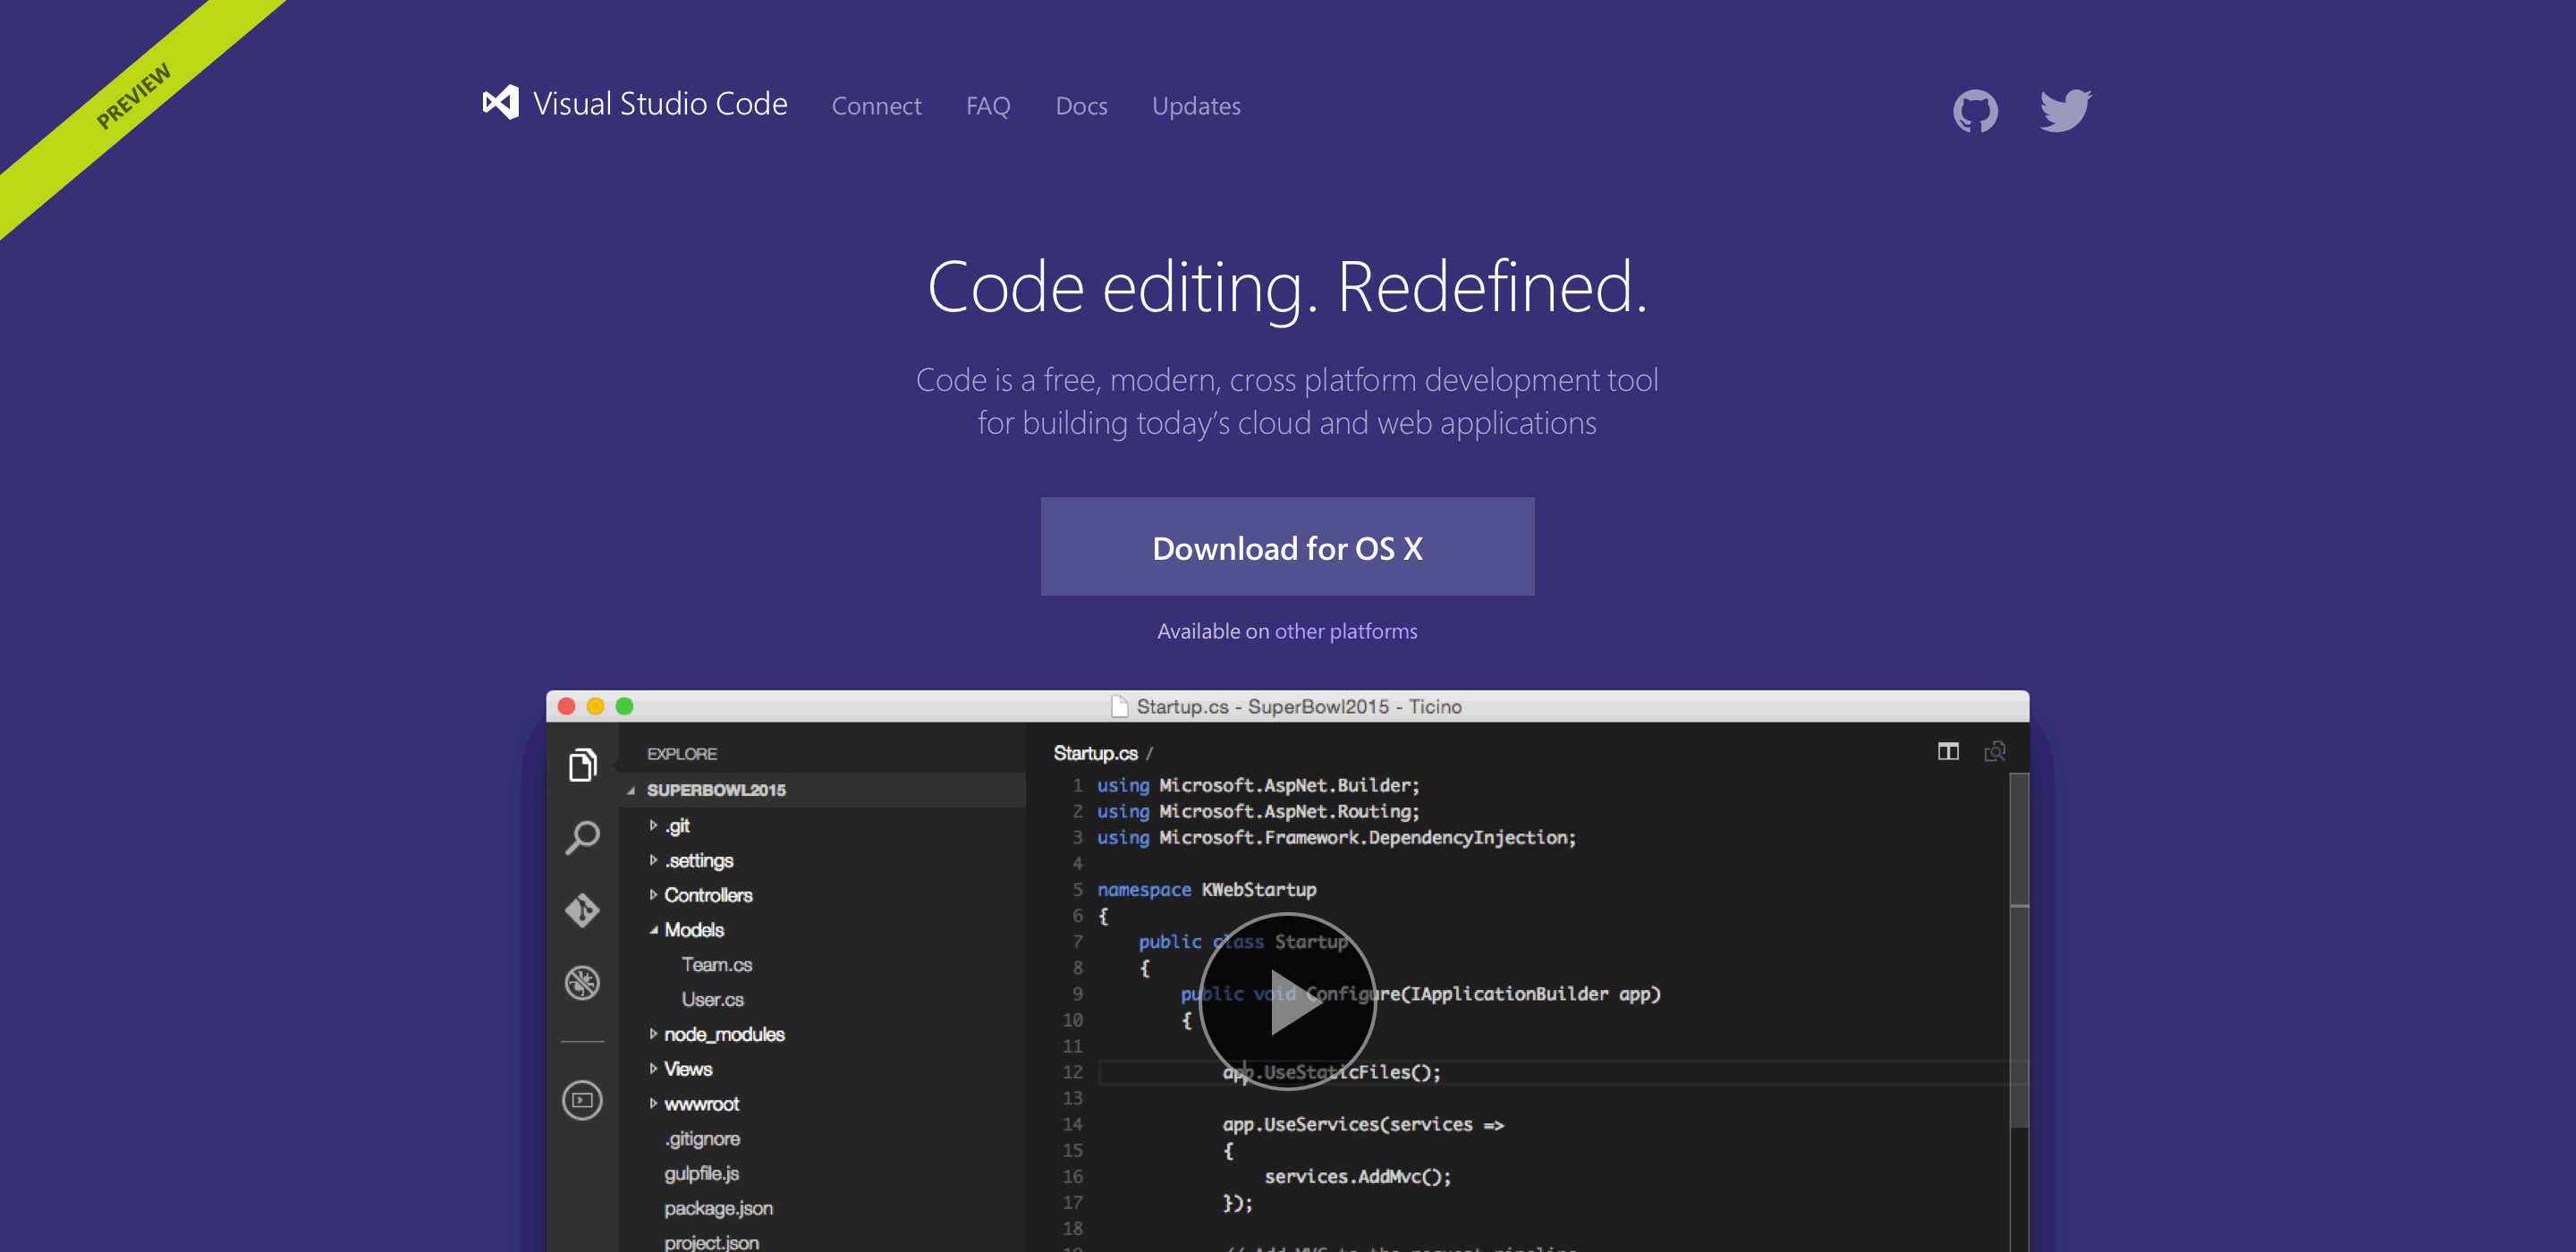 PREVIEW
Visual Studio Code Connect FAQ Docs Updates
Code editing. Redefined.
Code is a free, modern, cross platform development tool
for building today’s cloud and web applications
Download for OS X
Available on other platforms
Startup.cs - SuperBowl2015 - Ticino
EXPLORE
SUPERBOWL2015
.git
.settings
Controllers
Models
Team.cs
User.cs
node_modules
Views
wwwroot
.gitignore
gulpfile.js
package.json
project.json
Startup.cs /
1 using Microsoft.AspNet.Builder;
2 using Microsoft.AspNet.Routing;
3 using Microsoft.Framework.DependencyInjection;
4
5 namespace KWebStartup
6 {
7 public class Startup
8 {
9 public void Configure(IApplicationBuilder app)
10 {
11
12 app.UseStaticFiles();
13
14 app.UseServices(services =>
15 {
16 services.AddMvc();
17 });
18